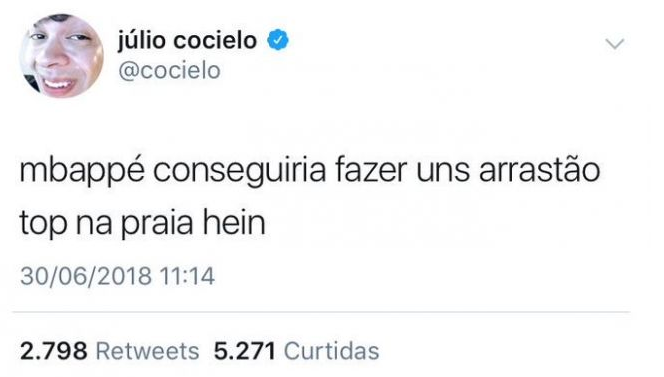 júlio cocielo
@cocielo
mbappé conseguiria fazer uns arrastão
top na praia hein
30/06/2018 11:14
2.798 Retweets 5.271 Curtidas